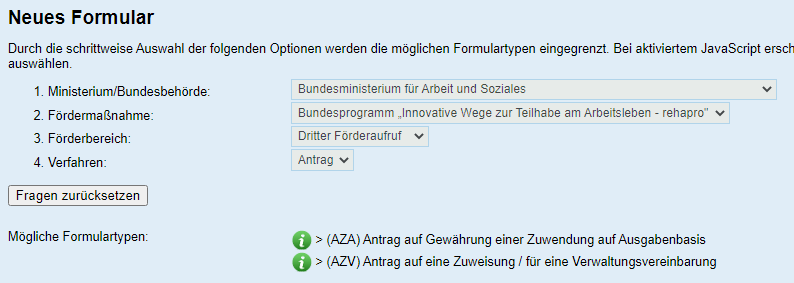 Neues Formular
Durch die schrittweise Auswahl der folgenden Optionen werden die möglichen Formulartypen eingegrenzt. Bei aktiviertem JavaScript ersch
auswählen.
1. Ministerium/Bundesbehörde: Bundesministerium für Arbeit und Soziales
2. Fördermaßnahme: Bundesprogramm „Innovative Wege zur Teilhabe am Arbeitsleben - rehapro"
3. Förderbereich: Dritter Förderaufruf
4. Verfahren: Antrag
Fragen zurücksetzen
Mögliche Formulartypen: > (AZA) Antrag auf Gewährung einer Zuwendung auf Ausgabenbasis
> (AZV) Antrag auf eine Zuweisung / für eine Verwaltungsvereinbarung